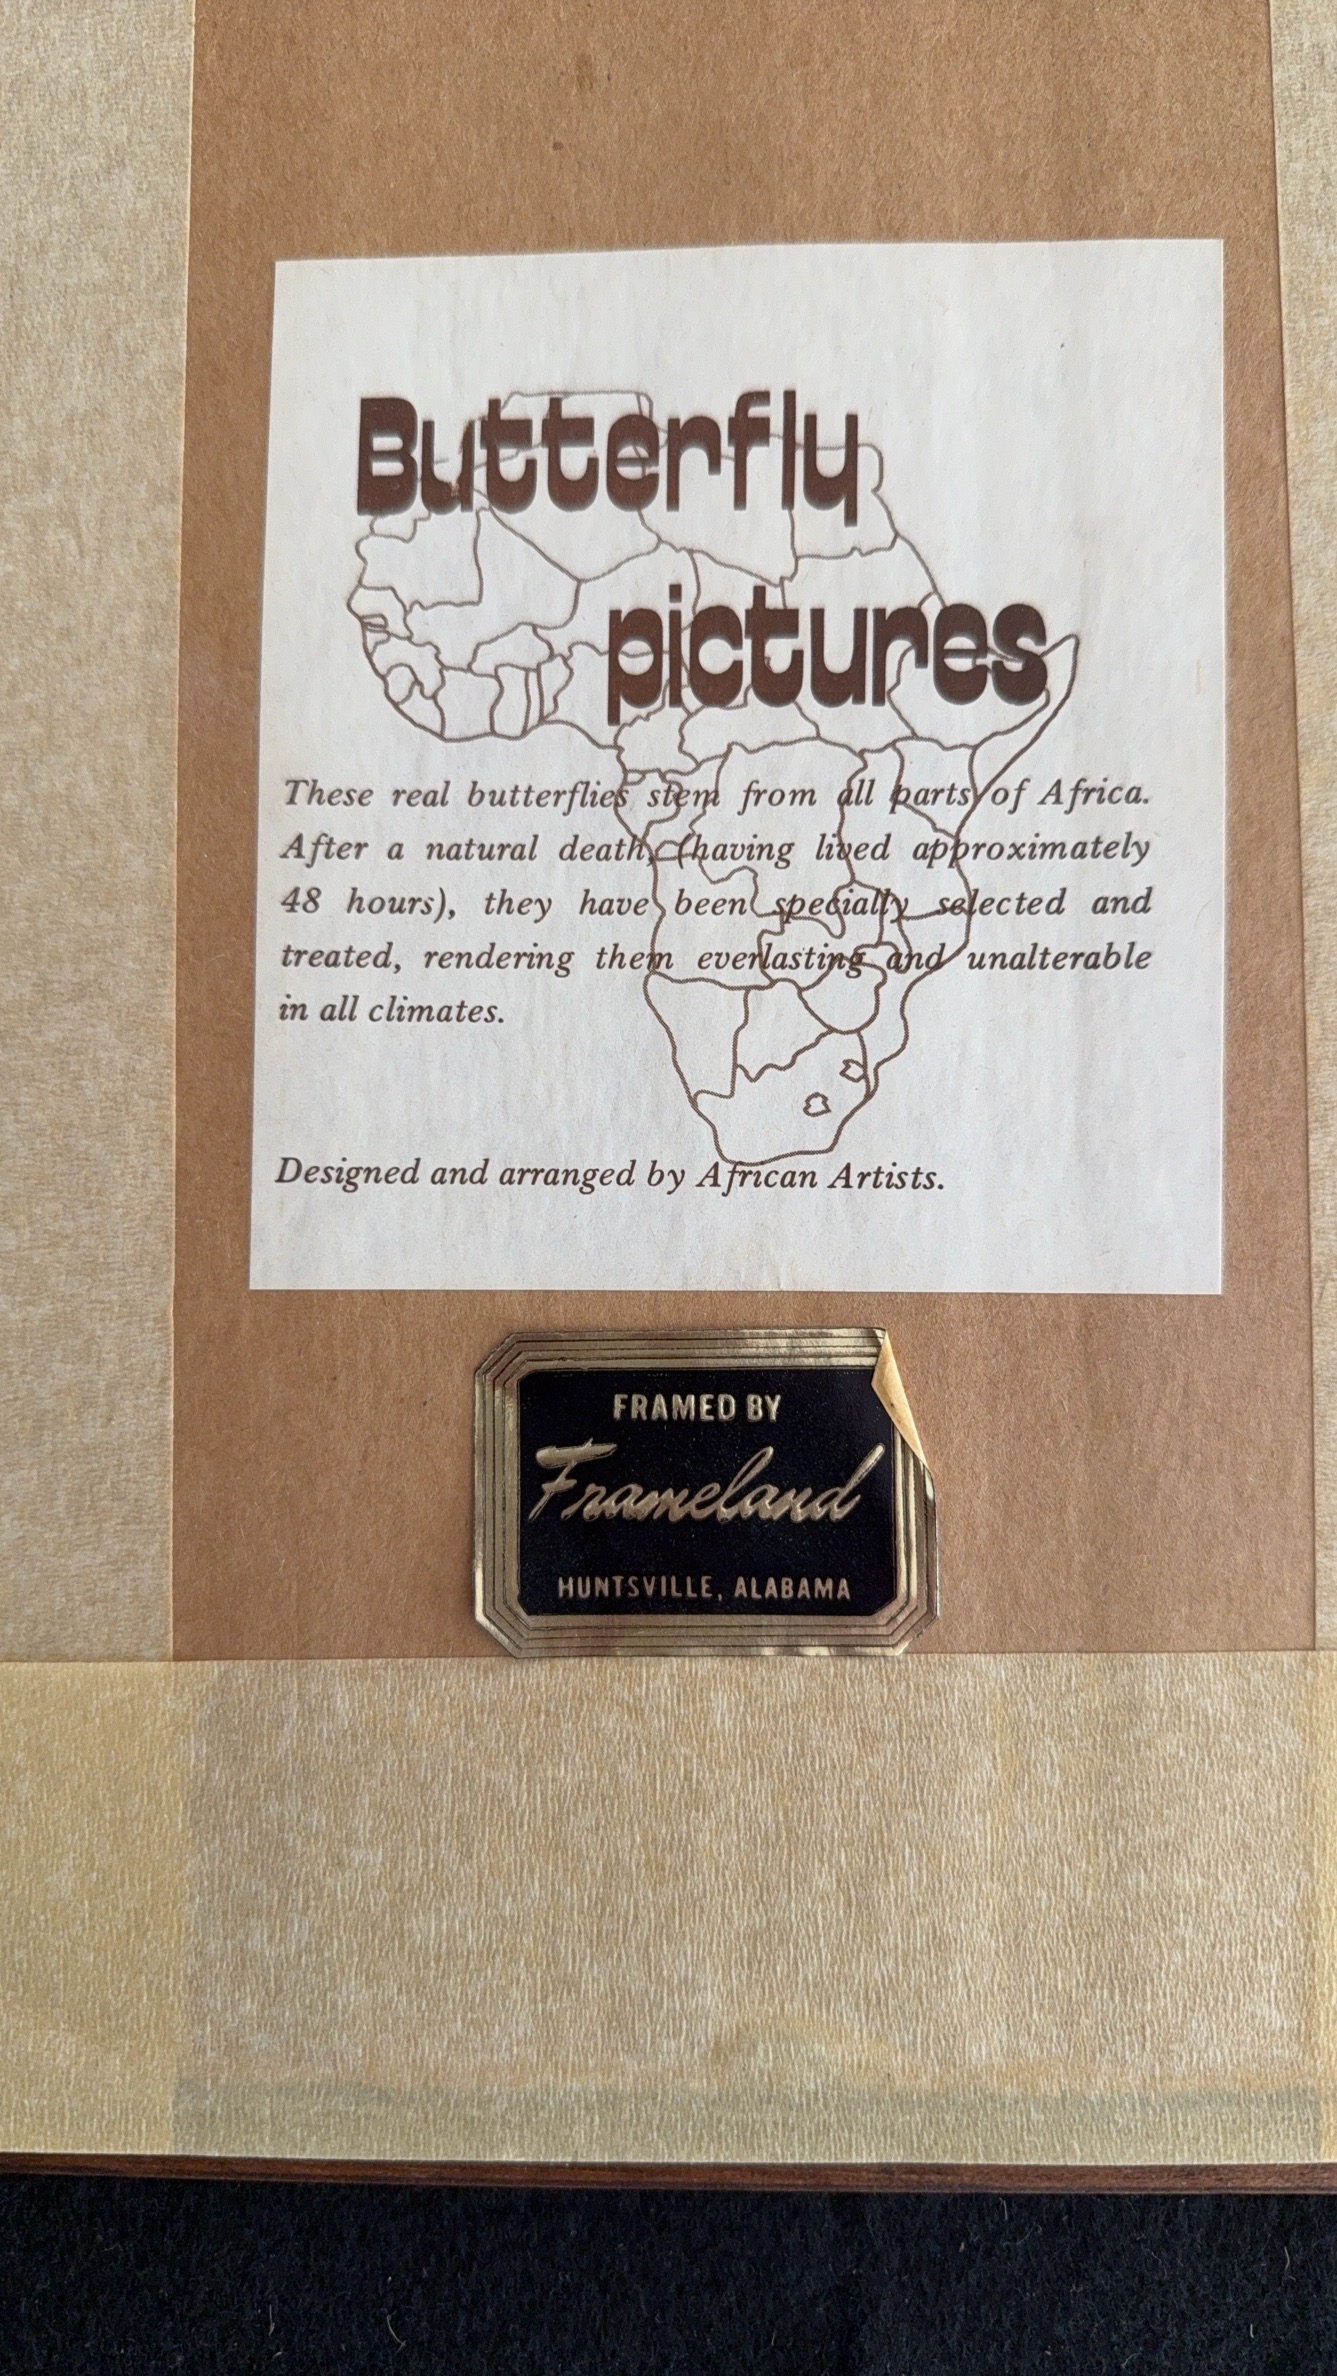 Butterfly
pictures
These real butterflies stem from all parts of Africa.
After a natural death, (having lived approximately
48 hours), they have been specially selected and
treated, rendering them everlasting and unalterable
in all climates.
Designed and arranged by African Artists.
FRAMED BY
Frameland
HUNTSVILLE, ALABAMA